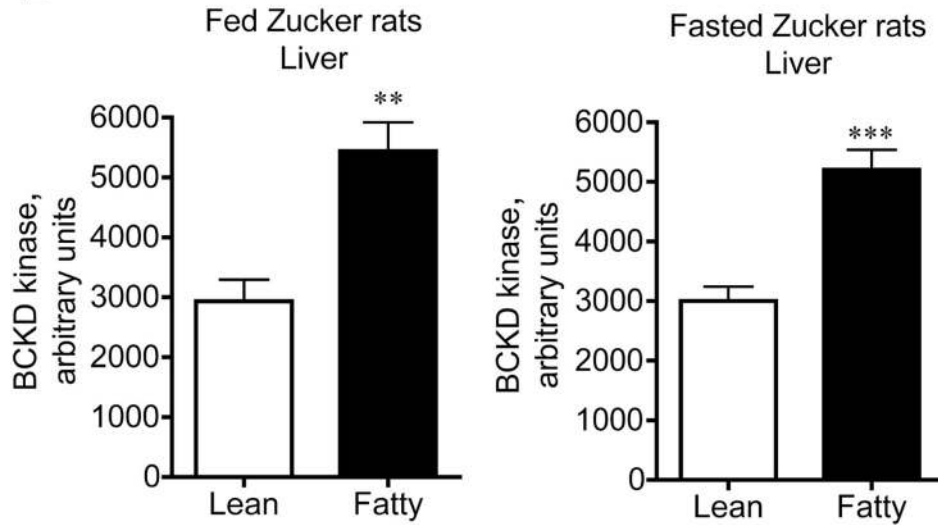 Fed Zucker rats
Liver
BCKD kinase,
arbitrary units
6000
5000
4000
3000
2000
1000
0
**
Lean
Fatty
Fasted Zucker rats
Liver
BCKD kinase,
arbitrary units
6000
5000
4000
3000
2000
1000
0
***
Lean
Fatty